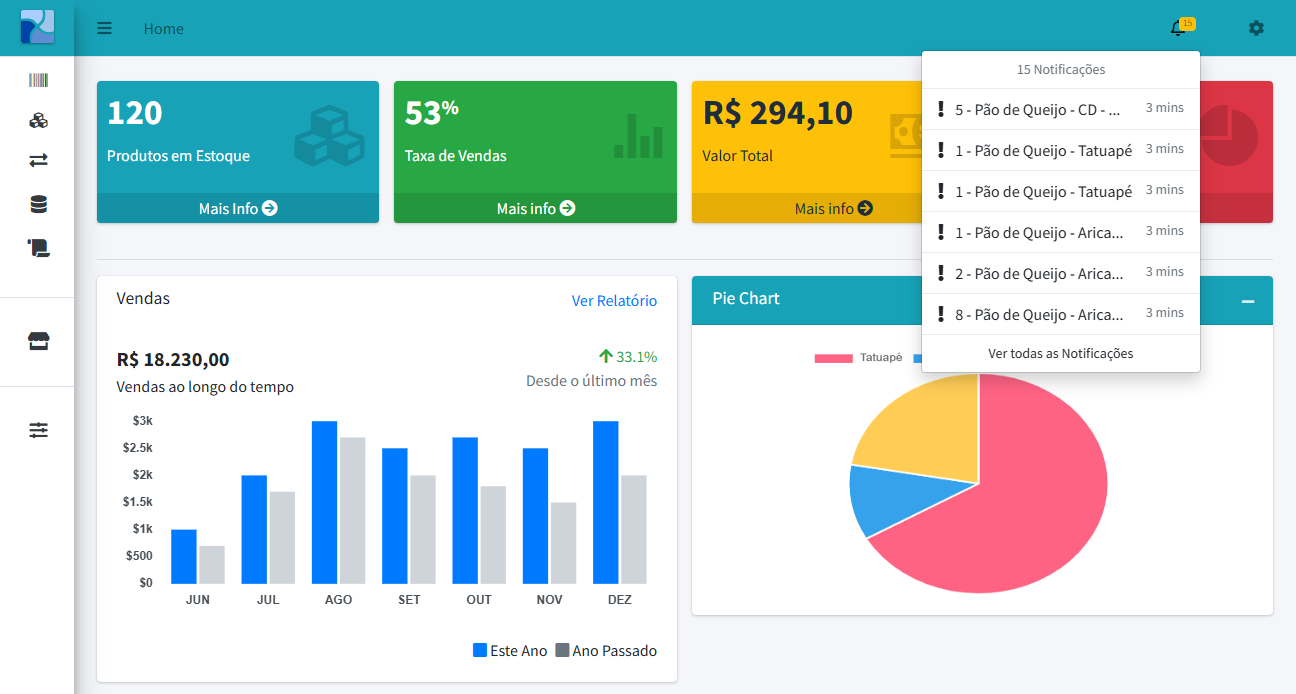 Home
15
120
Produtos em Estoque
Mais Info
53%
Taxa de Vendas
Mais info
R$ 294,10
Valor Total
Mais info
15 Notificações
5 - Pão de Queijo - CD - ... 3 mins
1 - Pão de Queijo - Tatuapé 3 mins
1 - Pão de Queijo - Tatuapé 3 mins
1 - Pão de Queijo - Arica... 3 mins
2 - Pão de Queijo - Arica... 3 mins
8 - Pão de Queijo - Arica... 3 mins
Ver todas as Notificações
Vendas
Ver Relatório
R$ 18.230,00
33.1%
Vendas ao longo do tempo
Desde o último mês
$3k
$2.5k
$2k
$1.5k
$1k
$500
$0
JUN JUL AGO SET OUT NOV DEZ
Este Ano Ano Passado
Pie Chart
Tatuapé